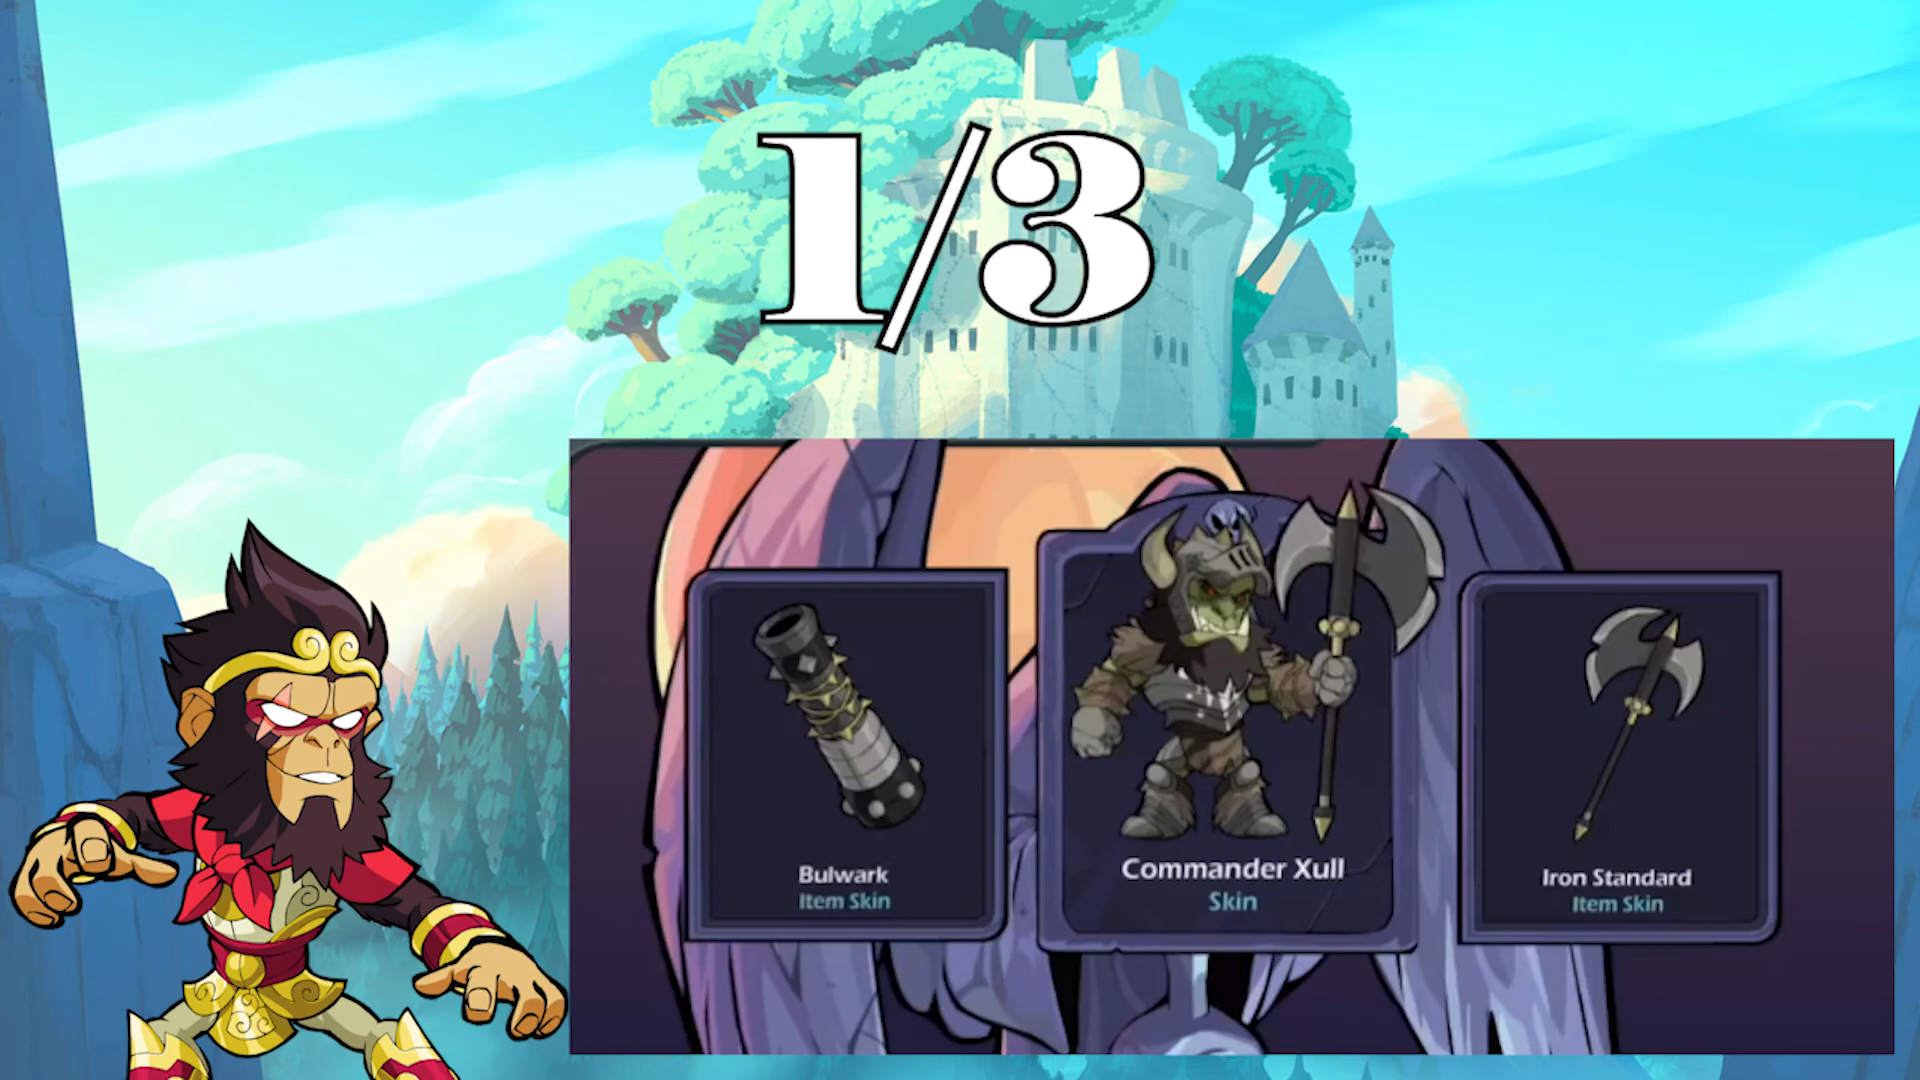 1/3
Bulwark
Item Skin
Commander Xull
Skin
Iron Standard
Item Skin